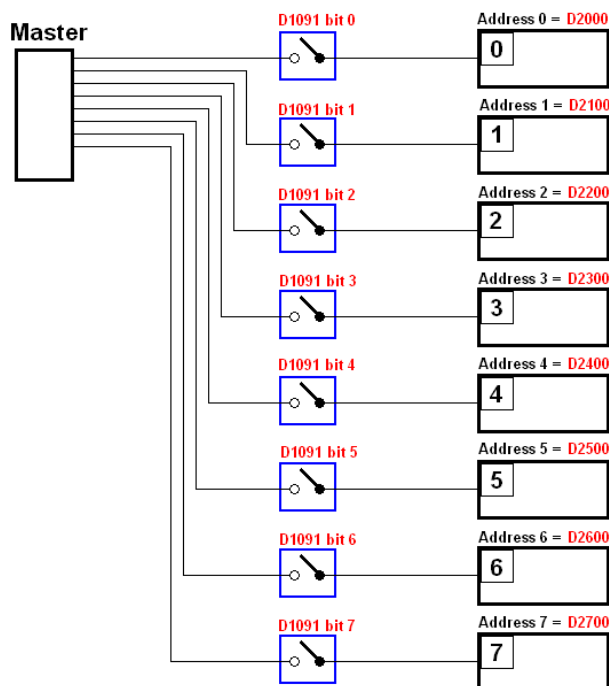 Master
D1091 bit 0
Address 0 = D2000
0
D1091 bit 1
Address 1 = D2100
1
D1091 bit 2
Address 2 = D2200
2
D1091 bit 3
Address 3 = D2300
3
D1091 bit 4
Address 4 = D2400
4
D1091 bit 5
Address 5 = D2500
5
D1091 bit 6
Address 6 = D2600
6
D1091 bit 7
Address 7 = D2700
7